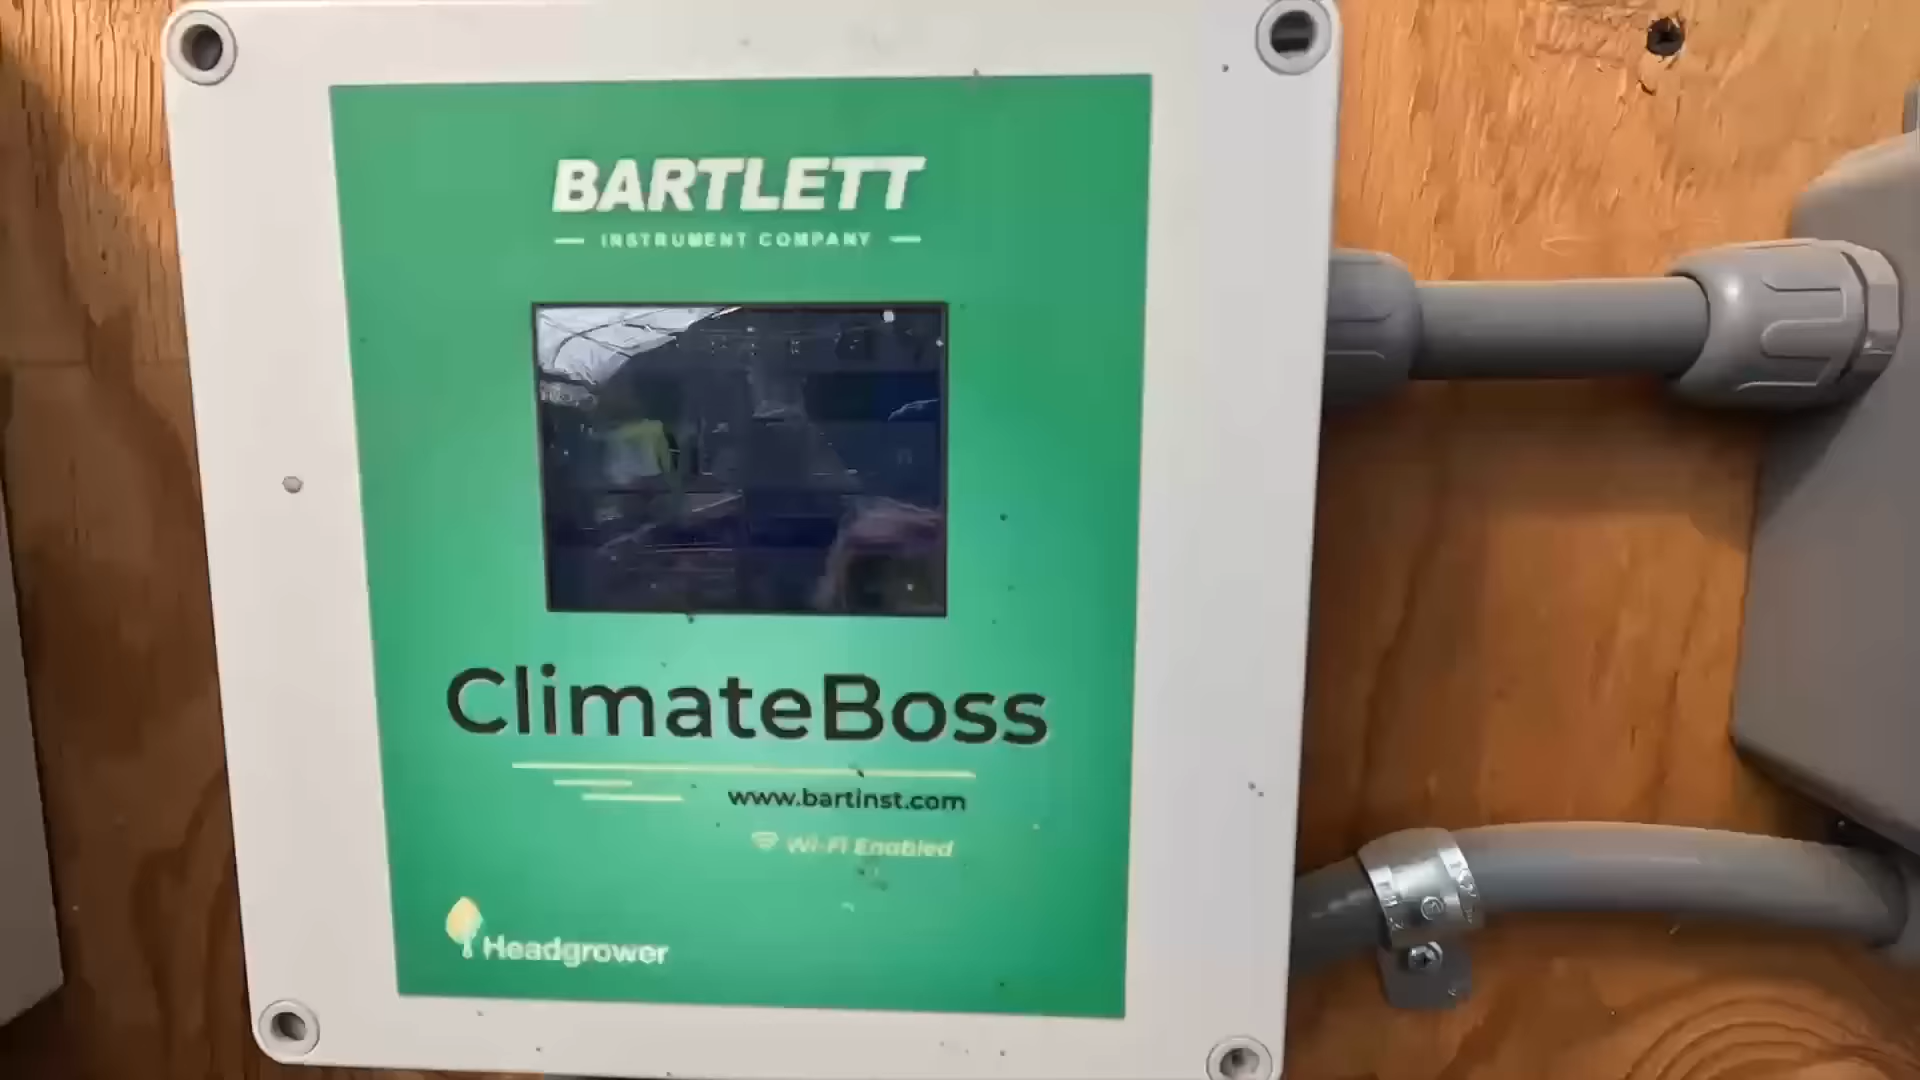 BARTLETT
INSTRUMENT COMPANY
ClimateBoss
www.bartinst.com
Wi-Fi Enabled
Headgrower